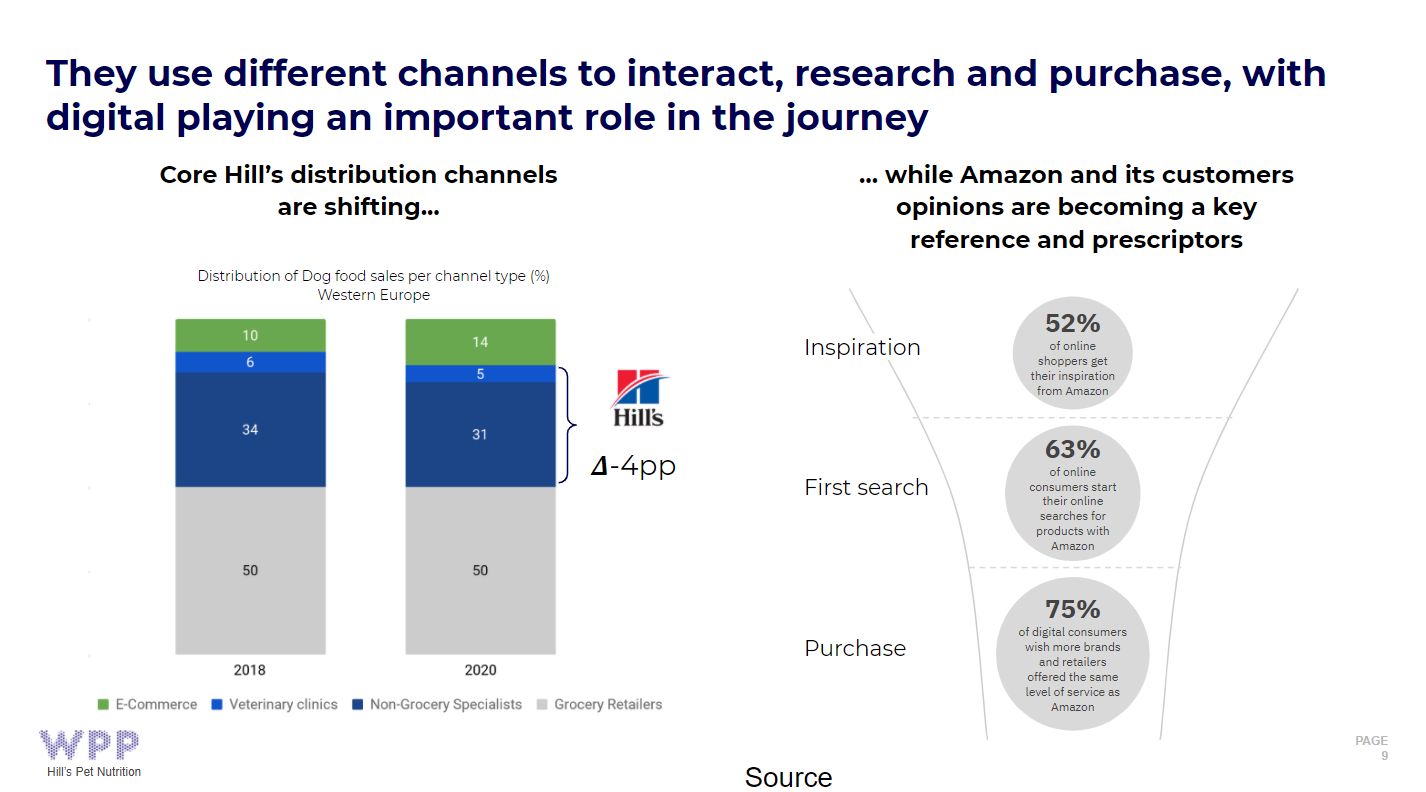 They use different channels to interact, research and purchase, with
digital playing an important role in the journey
Core Hill's distribution channels
are shifting...
Distribution of Dog food sales per channel type (%)
Western Europe
10
6
34
50
2018
14
5
31
50
2020
Hill's
Δ-4pp
E-Commerce
Veterinary clinics
Non-Grocery Specialists
Grocery Retailers
... while Amazon and its customers
opinions are becoming a key
reference and prescriptors
Inspiration
52%
of online
shoppers get
their inspiration
from Amazon
First search
63%
of online
consumers start
their online
searches for
products with
Amazon
Purchase
75%
of digital consumers
wish more brands
and retailers
offered the same
level of service as
Amazon
WPP
Hill's Pet Nutrition
Source
PAGE
9